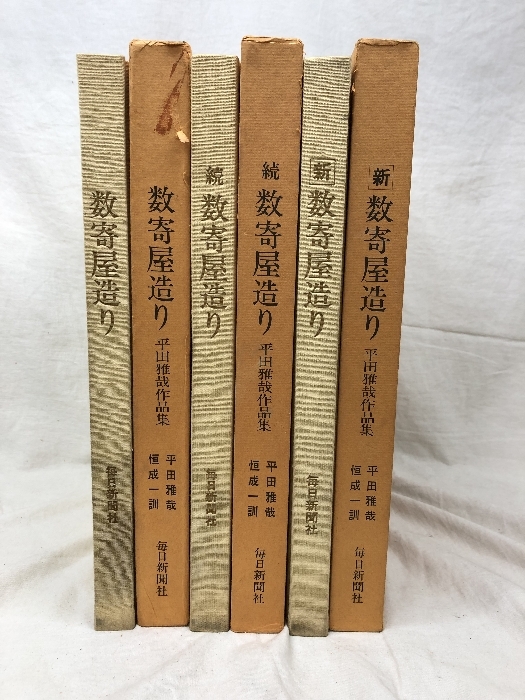 数寄屋造り
毎日新聞社
数寄屋造り
平田雅哉作品集
平田雅哉
恒成一訓
毎日新聞社
続
数寄屋造り
毎日新聞社
続
数寄屋造り
平田雅哉作品集
平田雅哉
恒成一訓
毎日新聞社
[新]
数寄屋造り
毎日新聞社
[新]
数寄屋造り
平田雅哉作品集
平田雅哉
恒成一訓
毎日新聞社